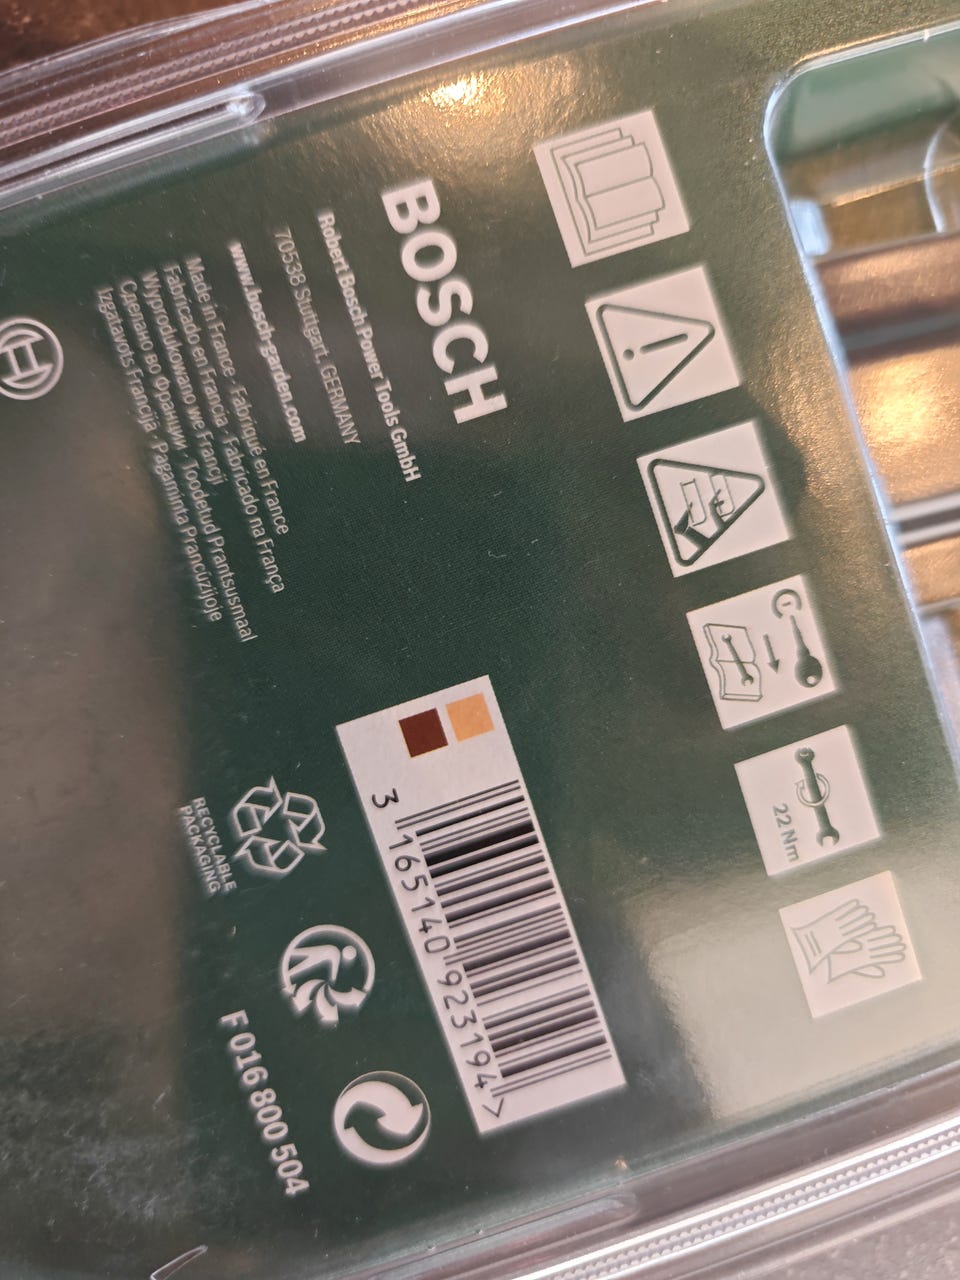 BOSCH
Robert Bosch Power Tools GmbH
70538 Stuttgart, GERMANY
www.bosch-garden.com
Made in France · Fabriqué en France
Fabricado en Francia · Fabricado na França
Wyprodukowano we Francji
Сделано во Франции · Toodetud Prantsusmaal
Izgatavots Francijā · Pagaminta Prancūzijoje
22 Nm
3 165140 923194 >
RECYCLABLE
PACKAGING
F 016 800 504